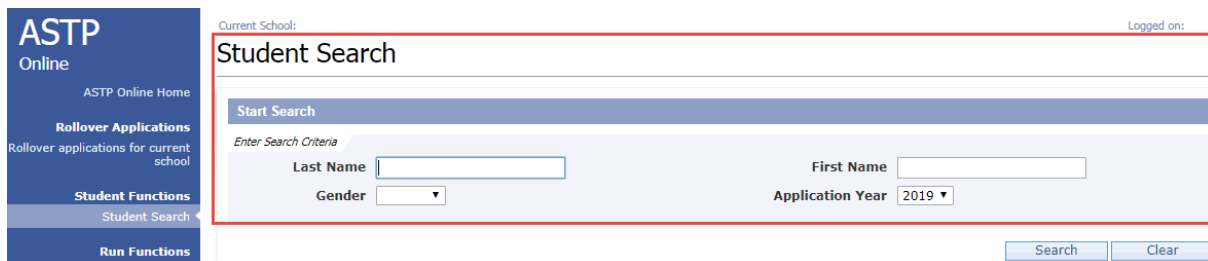 ASTP
Online
ASTP Online Home
Rollover Applications
Rollover applications for current
school
Student Functions
Student Search
Run Functions
Current School:
Logged on:
Student Search
Start Search
Enter Search Criteria
Last Name
First Name
Gender
Application Year 2019
Search
Clear